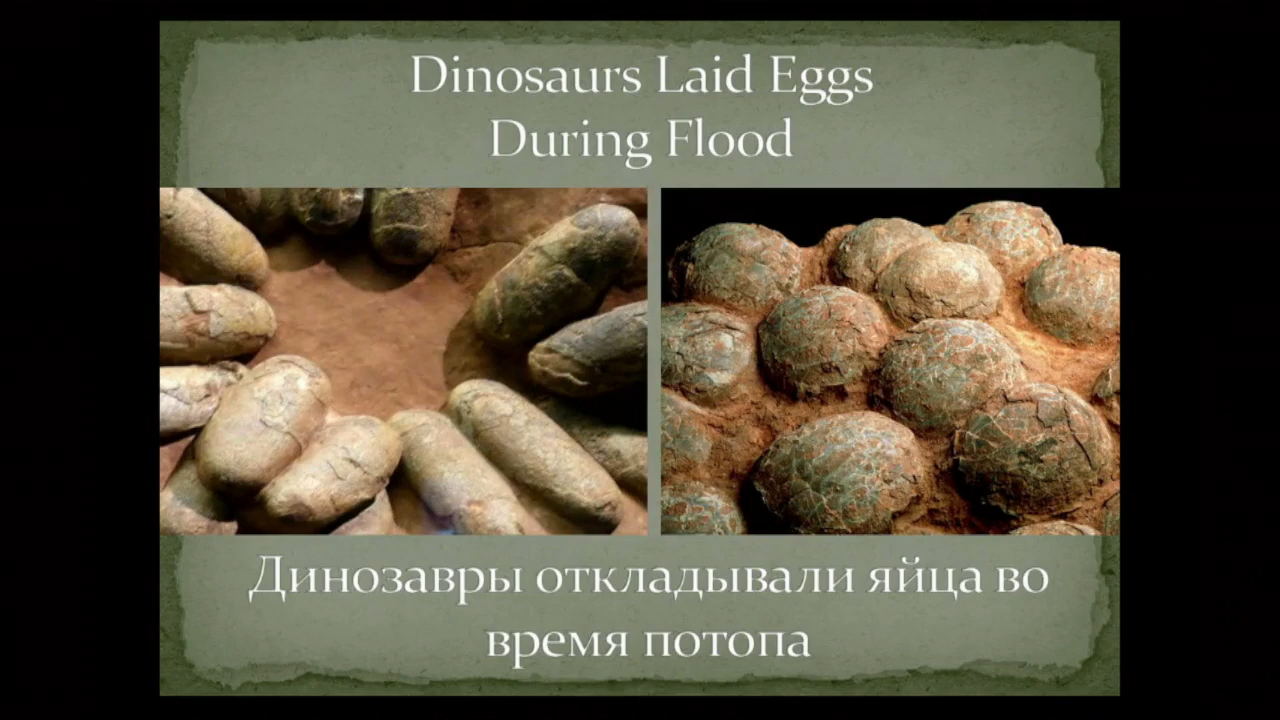 Dinosaurs Laid Eggs
During Flood
Динозавры откладывали яйца во
время потопа